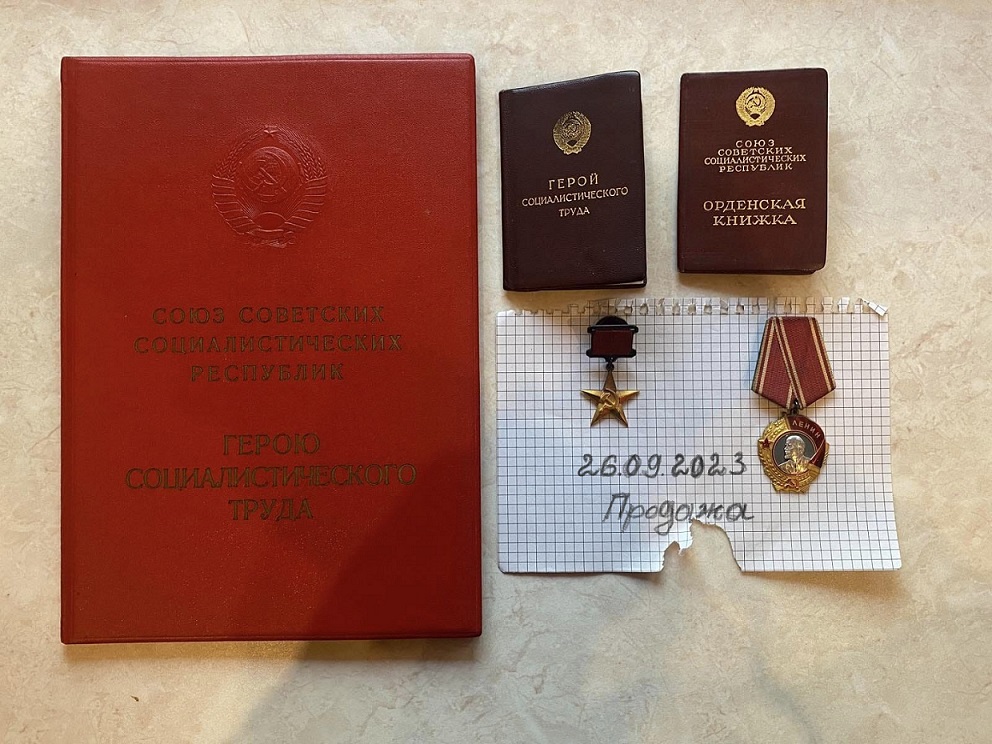 СОЮЗ СОВЕТСКИХ
СОЦИАЛИСТИЧЕСКИХ
РЕСПУБЛИК
ГЕРОЮ
СОЦИАЛИСТИЧЕСКОГО
ТРУДА
ГЕРОЙ
СОЦИАЛИСТИЧЕСКОГО
ТРУДА
СОЮЗ
СОВЕТСКИХ
СОЦИАЛИСТИЧЕСКИХ
РЕСПУБЛИК
ОРДЕНСКАЯ
КНИЖКА
ЛЕНИН
26.09.2023
Продажа